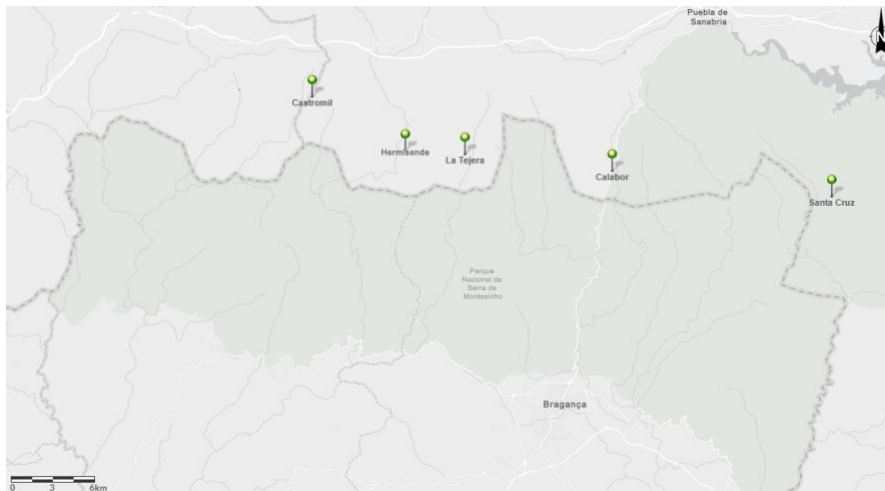 Puebla de
Sanabria
N
Castromil
Hermisende
La Tejera
Calabor
Santa Cruz
Parque
Nacional da
Serra de
Montesinho
Bragança
0 3 6km